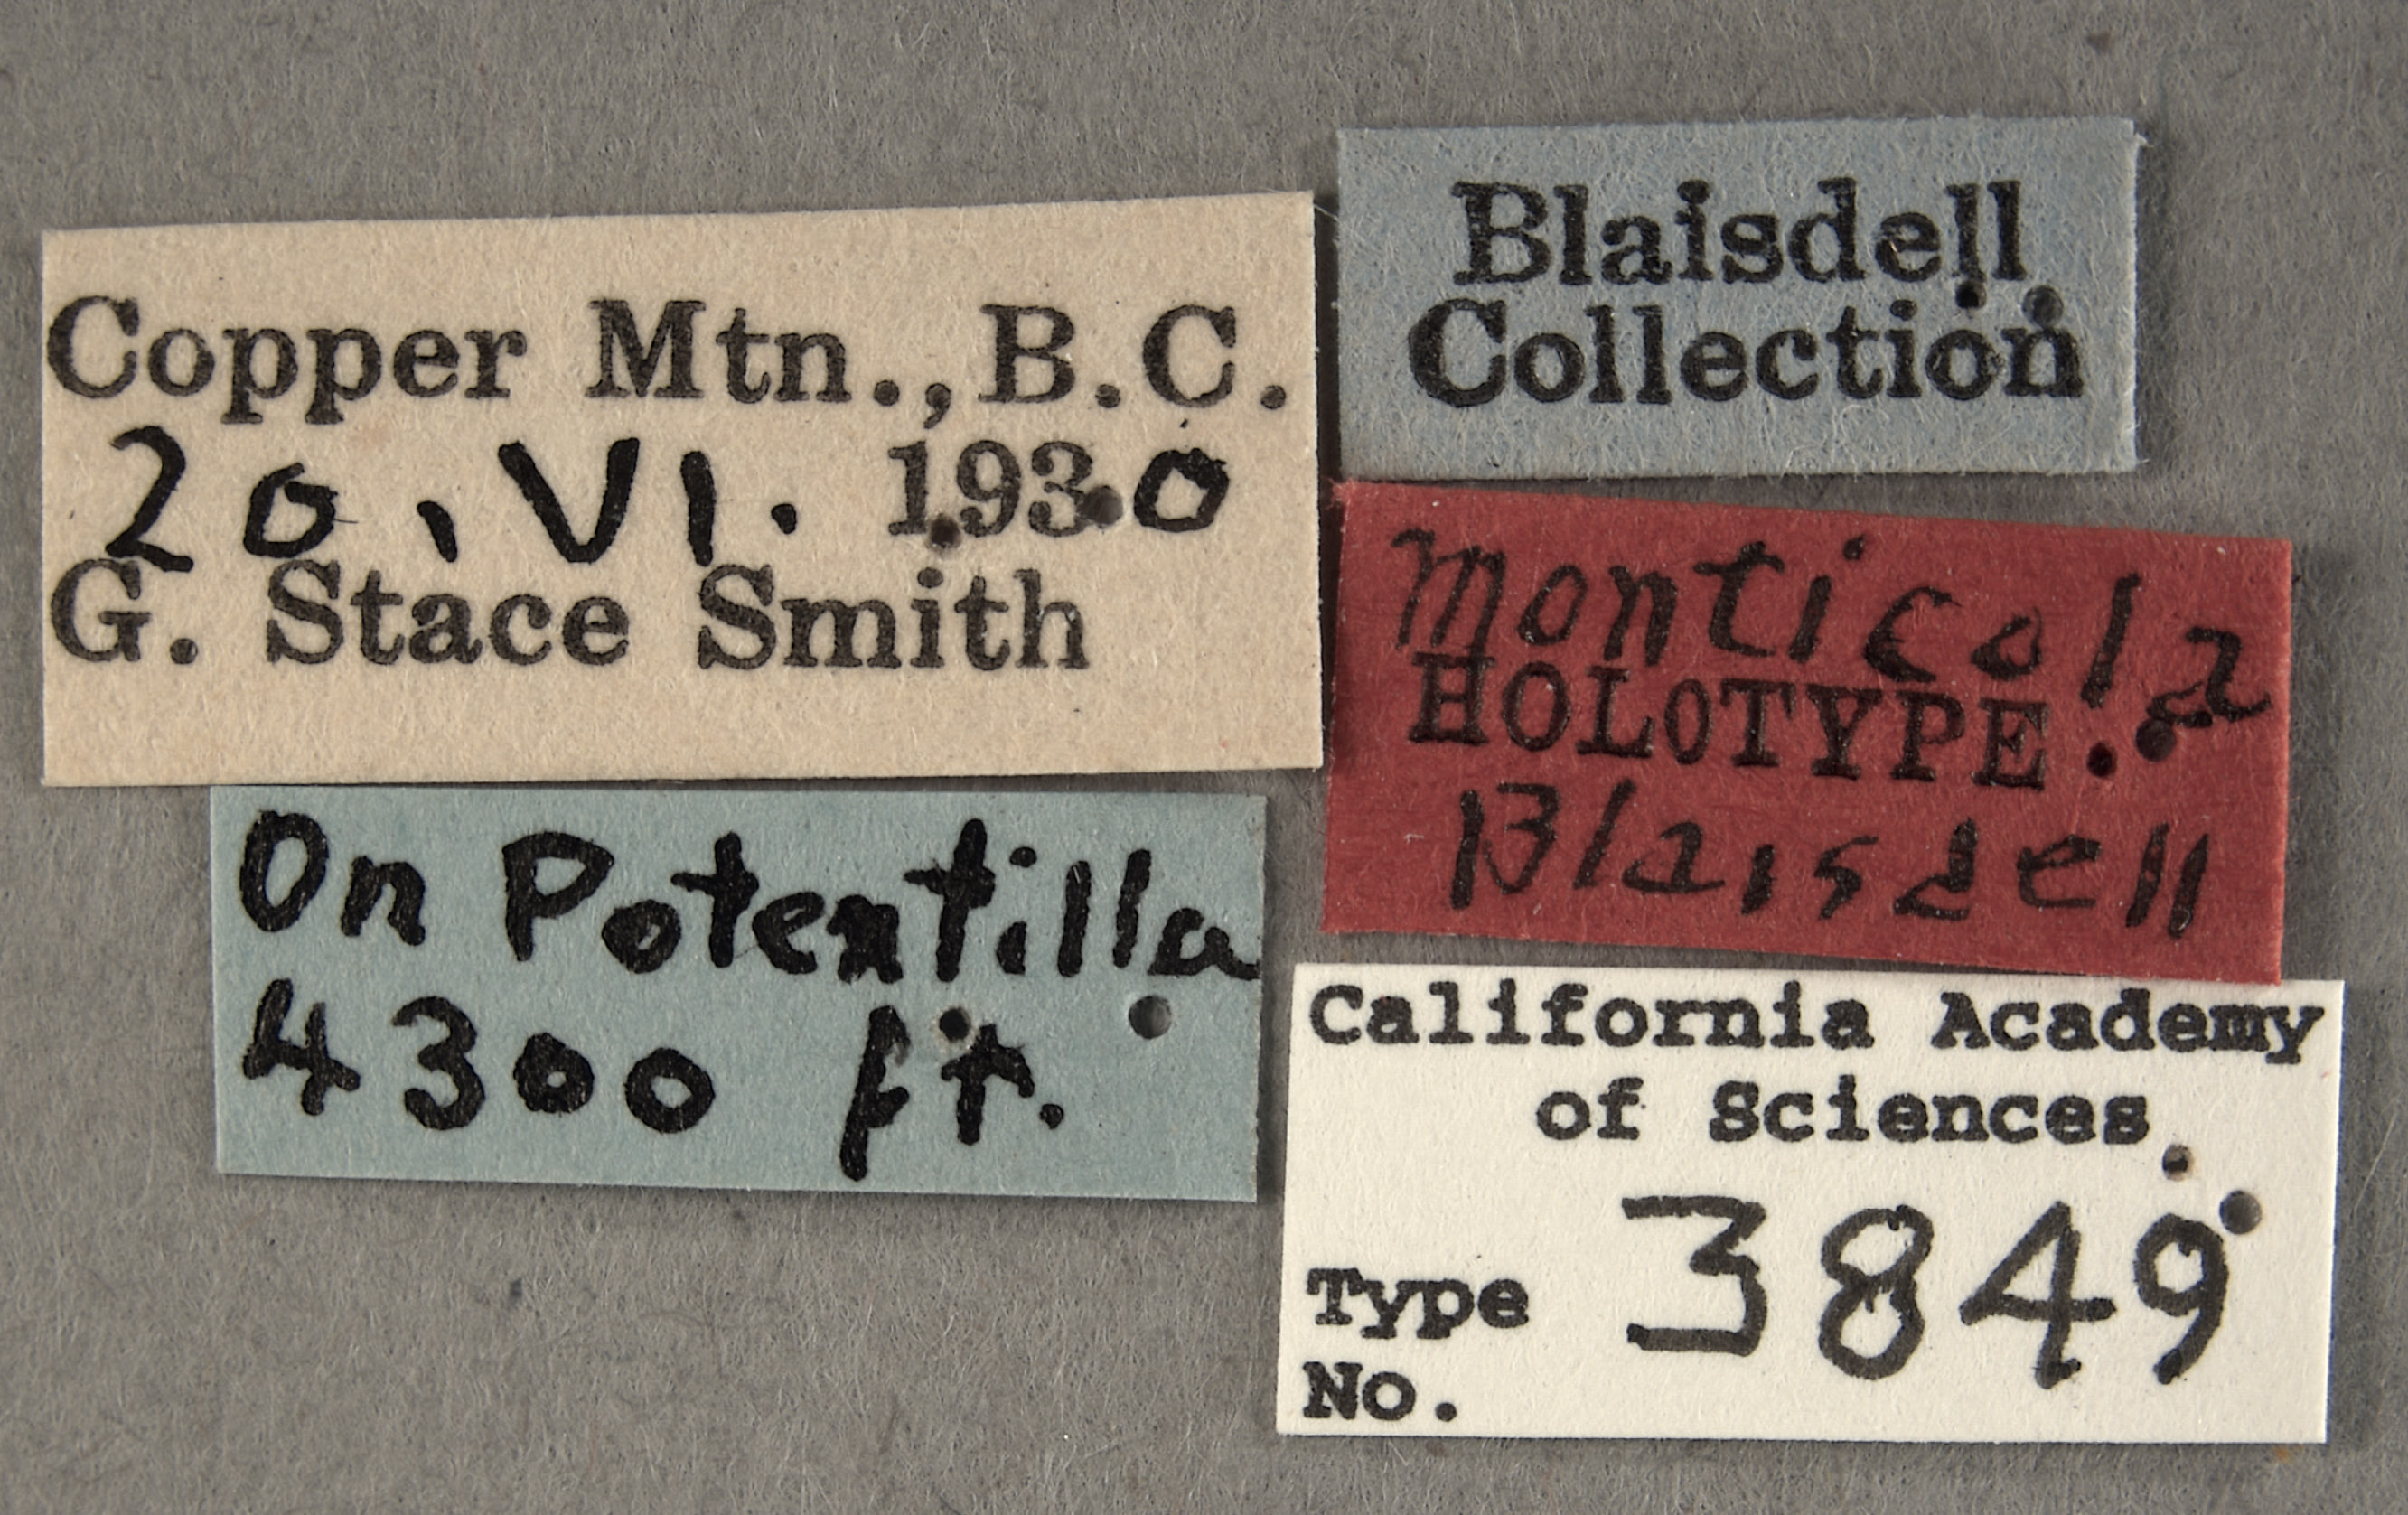 Copper Mtn., B.C.
20.VI. 1930
G. Stace Smith
On Potentilla
4300 ft.
Blaisdell
Collection
monticola
HOLOTYPE
Blaisdell
California Academy
of Sciences
Type
No. 3849